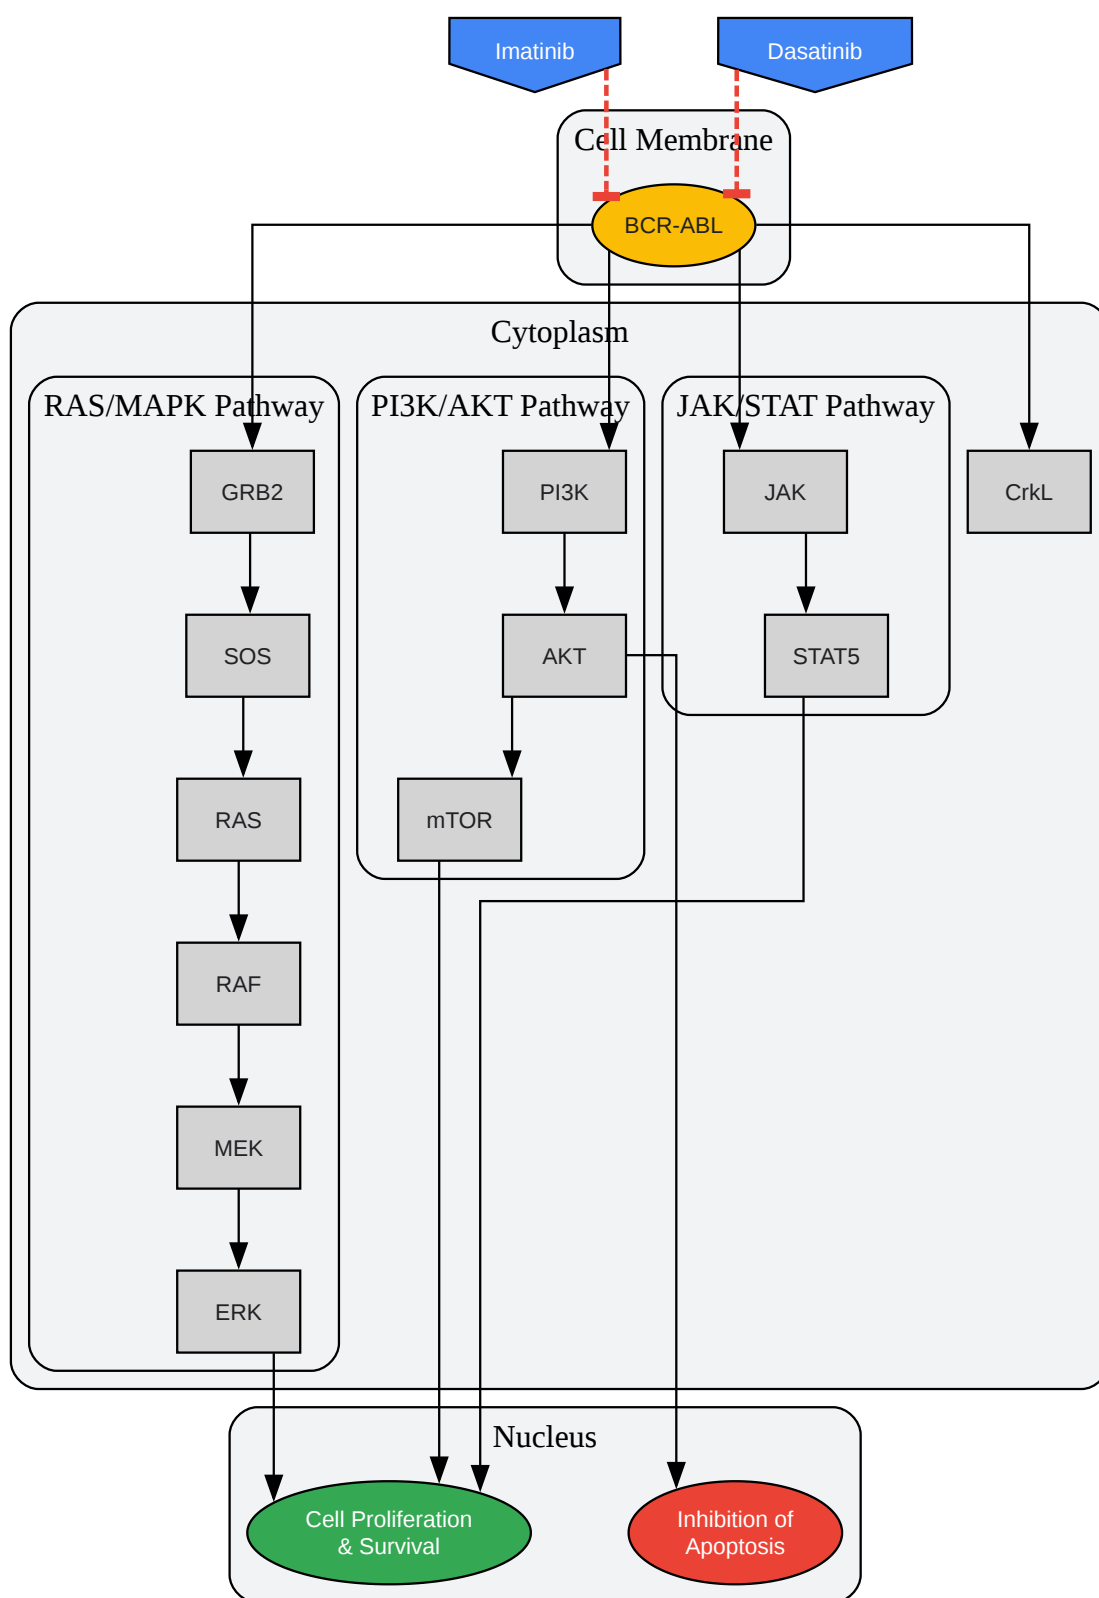 Imatinib
Dasatinib
Cell Membrane
BCR-ABL
Cytoplasm
RAS/MAPK Pathway
PI3K/AKT Pathway
JAK/STAT Pathway
GRB2
PI3K
JAK
CrkL
SOS
AKT
STAT5
RAS
mTOR
RAF
MEK
ERK
Nucleus
Cell Proliferation
& Survival
Inhibition of
Apoptosis